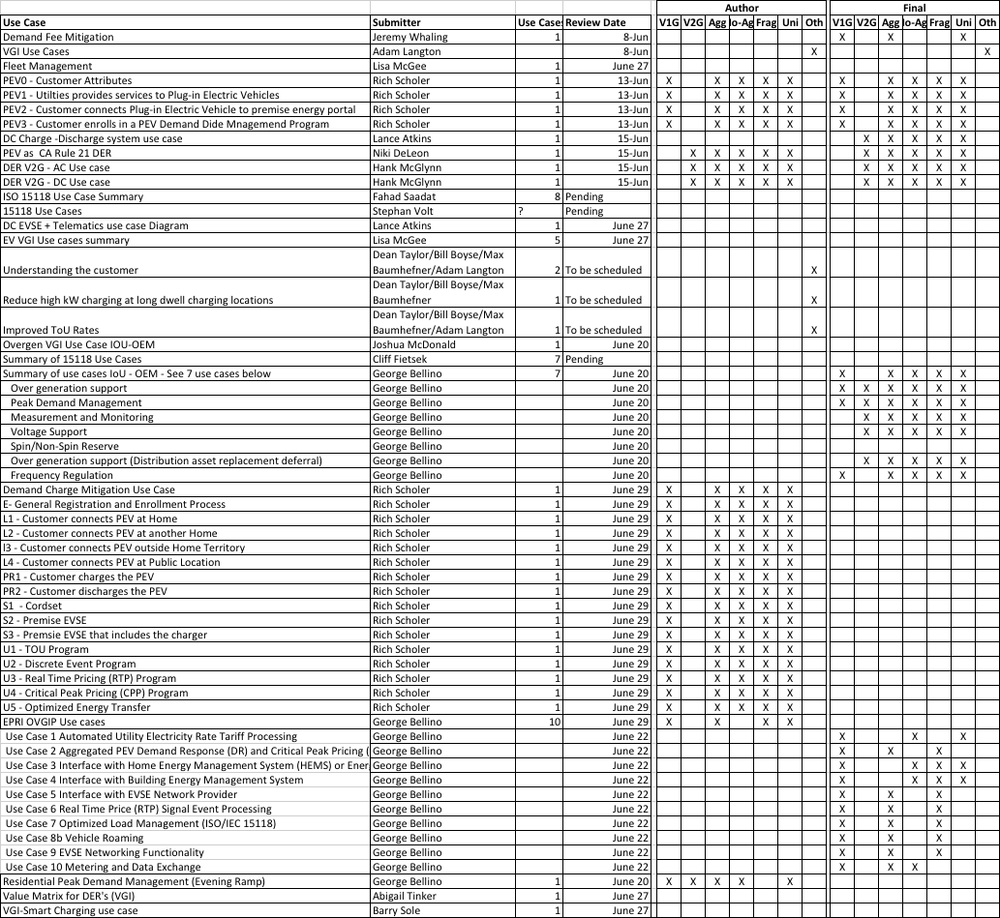 Author Final
Use Case Submitter Use Cases Review Date V1G V2G Agg lo-Ag Frag Uni Oth V1G V2G Agg lo-Ag Frag Uni Oth
Demand Fee Mitigation Jeremy Whaling 1 8-Jun X X X
VGI Use Cases Adam Langton 8-Jun X X
Fleet Management Lisa McGee 1 June 27
PEV0 - Customer Attributes Rich Scholer 1 13-Jun X X X X X X X X X X
PEV1 - Utilties provides services to Plug-in Electric Vehicles Rich Scholer 1 13-Jun X X X X X X X X X X
PEV2 - Customer connects Plug-in Electric Vehicle to premise energy portal Rich Scholer 1 13-Jun X X X X X X X X X X
PEV3 - Customer enrolls in a PEV Demand Dide Mnagemend Program Rich Scholer 1 13-Jun X X X X X X X X X X
DC Charge -Discharge system use case Lance Atkins 1 15-Jun X X X X X
PEV as CA Rule 21 DER Niki DeLeon 1 15-Jun X X X X X X X X X X
DER V2G - AC Use case Hank McGlynn 1 15-Jun X X X X X X X X X X
DER V2G - DC Use case Hank McGlynn 1 15-Jun X X X X X X X X X X
ISO 15118 Use Case Summary Fahad Saadat 8 Pending
15118 Use Cases Stephan Volt ? Pending
DC EVSE + Telematics use case Diagram Lance Atkins 1 June 27
EV VGI Use cases summary Lisa McGee 5 June 27
Dean Taylor/Bill Boyse/Max
Understanding the customer Baumhefner/Adam Langton 2 To be scheduled X
Dean Taylor/Bill Boyse/Max
Reduce high kW charging at long dwell charging locations Baumhefner 1 To be scheduled X
Dean Taylor/Bill Boyse/Max
Improved ToU Rates Baumhefner/Adam Langton 1 To be scheduled X
Overgen VGI Use Case IOU-OEM Joshua McDonald 1 June 20
Summary of 15118 Use Cases Cliff Fietsek 7 Pending
Summary of use cases IoU - OEM - See 7 use cases below George Bellino 7 June 20 X X X X X
Over generation support George Bellino June 20 X X X X X X
Peak Demand Management George Bellino June 20 X X X X X X
Measurement and Monitoring George Bellino June 20 X X X X X
Voltage Support George Bellino June 20 X X X X X
Spin/Non-Spin Reserve George Bellino June 20
Over generation support (Distribution asset replacement deferral) George Bellino June 20 X X X X X
Frequency Regulation George Bellino June 20 X X X X X
Demand Charge Mitigation Use Case Rich Scholer 1 June 29 X X X X X
E- General Registration and Enrollment Process Rich Scholer 1 June 29 X X X X X
L1 - Customer connects PEV at Home Rich Scholer 1 June 29 X X X X X
L2 - Customer connects PEV at another Home Rich Scholer 1 June 29 X X X X X
l3 - Customer connects PEV outside Home Territory Rich Scholer 1 June 29 X X X X X
L4 - Customer connects PEV at Public Location Rich Scholer 1 June 29 X X X X X
PR1 - Customer charges the PEV Rich Scholer 1 June 29 X X X X X
PR2 - Customer discharges the PEV Rich Scholer 1 June 29 X X X X X
S1 - Cordset Rich Scholer 1 June 29 X X X X X
S2 - Premise EVSE Rich Scholer 1 June 29 X X X X X
S3 - Premsie EVSE that includes the charger Rich Scholer 1 June 29 X X X X X
U1 - TOU Program Rich Scholer 1 June 29 X X X X X
U2 - Discrete Event Program Rich Scholer 1 June 29 X X X X X
U3 - Real Time Pricing (RTP) Program Rich Scholer 1 June 29 X X X X X
U4 - Critical Peak Pricing (CPP) Program Rich Scholer 1 June 29 X X X X X
U5 - Optimized Energy Transfer Rich Scholer 1 June 29 X X X X X
EPRI OVGIP Use cases George Bellino 10 June 29 X X X X
Use Case 1 Automated Utility Electricity Rate Tariff Processing George Bellino June 22 X X X
Use Case 2 Aggregated PEV Demand Response (DR) and Critical Peak Pricing ( George Bellino June 22 X X X
Use Case 3 Interface with Home Energy Management System (HEMS) or Ener George Bellino June 22 X X X X
Use Case 4 Interface with Building Energy Management System George Bellino June 22 X X X X
Use Case 5 Interface with EVSE Network Provider George Bellino June 22 X X X
Use Case 6 Real Time Price (RTP) Signal Event Processing George Bellino June 22 X X X
Use Case 7 Optimized Load Management (ISO/IEC 15118) George Bellino June 22 X X X
Use Case 8b Vehicle Roaming George Bellino June 22 X X X
Use Case 9 EVSE Networking Functionality George Bellino June 22 X X X
Use Case 10 Metering and Data Exchange George Bellino June 22 X X X
Residential Peak Demand Management (Evening Ramp) George Bellino 1 June 20 X X X X X
Value Matrix for DER's (VGI) Abigail Tinker 1 June 27
VGI-Smart Charging use case Barry Sole 1 June 27